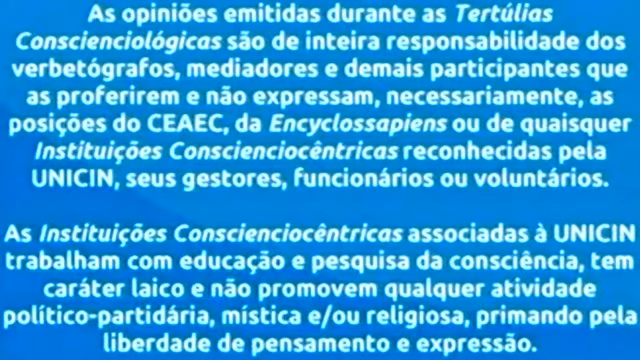 As opiniões emitidas durante as Tertúlias
Conscienciológicas são de inteira responsabilidade dos
verbetógrafos, mediadores e demais participantes que
as proferirem e não expressam, necessariamente, as
posições do CEAEC, da Encyclossapiens ou de quaisquer
Instituições Conscienciocêntricas reconhecidas pela
UNICIN, seus gestores, funcionários ou voluntários.
As Instituições Conscienciocêntricas associadas à UNICIN
trabalham com educação e pesquisa da consciência, tem
caráter laico e não promovem qualquer atividade
político-partidária, mística e/ou religiosa, primando pela
liberdade de pensamento e expressão.